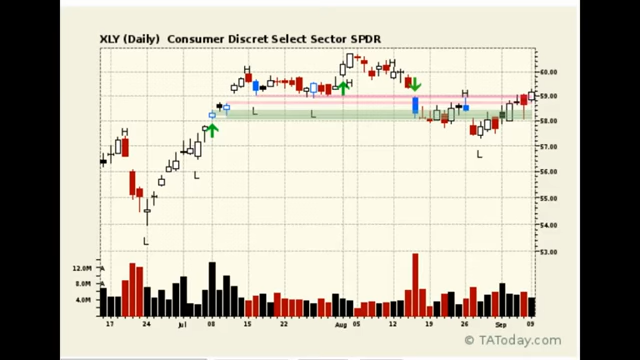 XLY (Daily) Consumer Discret Select Sector SPDR
H
H
H
H
H
L
L
L
L
L
60.00
59.00
58.00
57.00
56.00
55.00
54.00
53.00
12.0M
8.0M
4.0M
A
A
17 24 Jul 08 15 22 Aug 05 12 19 26 Sep 09
© TAToday.com